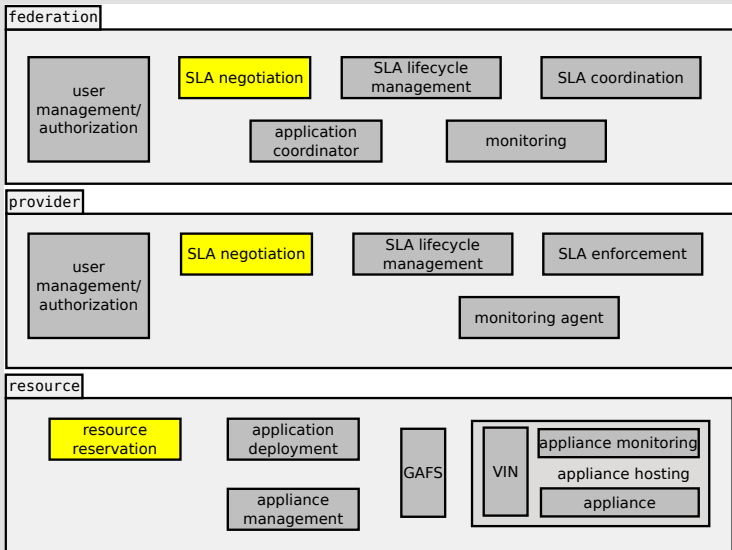 federation
user
management/
authorization
SLA negotiation
SLA lifecycle
management
SLA coordination
application
coordinator
monitoring
provider
user
management/
authorization
SLA negotiation
SLA lifecycle
management
SLA enforcement
monitoring agent
resource
resource
reservation
application
deployment
appliance
management
GAFS
VIN
appliance monitoring
appliance hosting
appliance